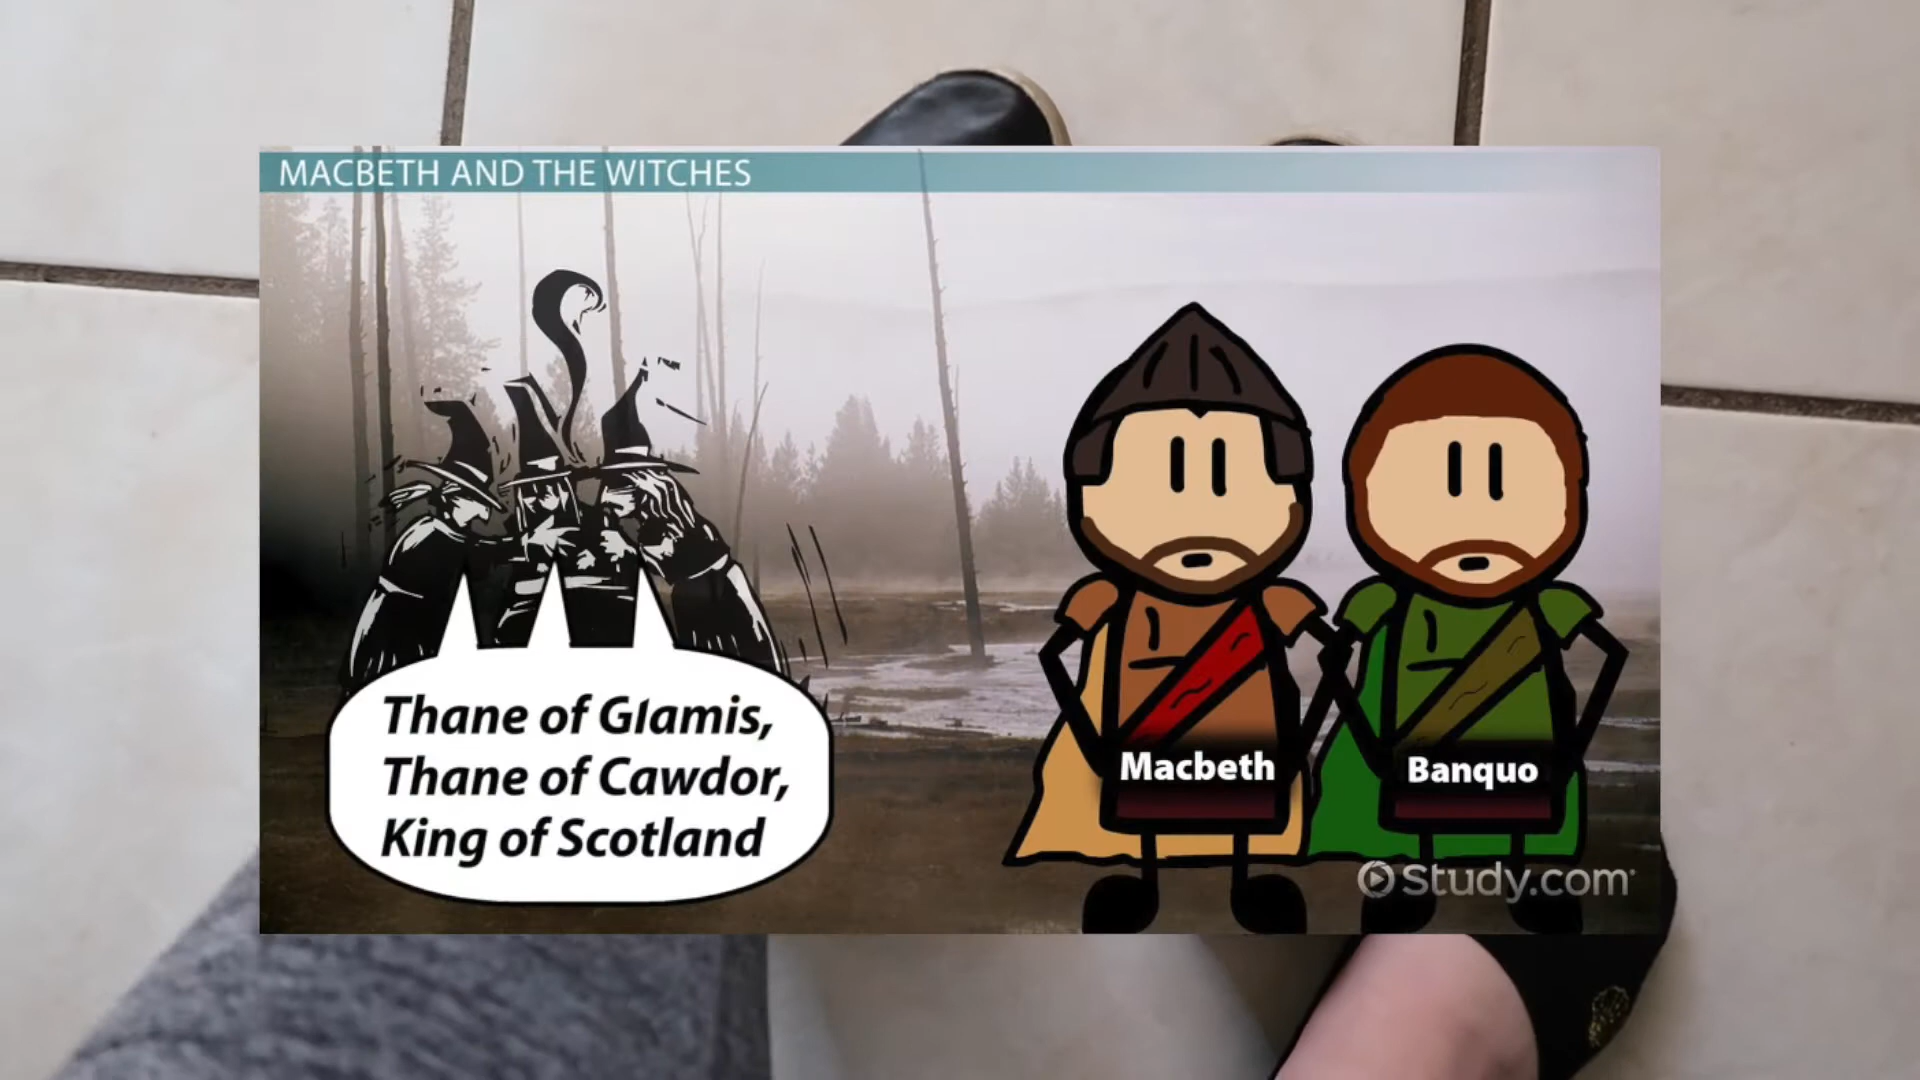 MACBETH AND THE WITCHES
Thane of Glamis,
Thane of Cawdor,
King of Scotland
Macbeth
Banquo
Study.com